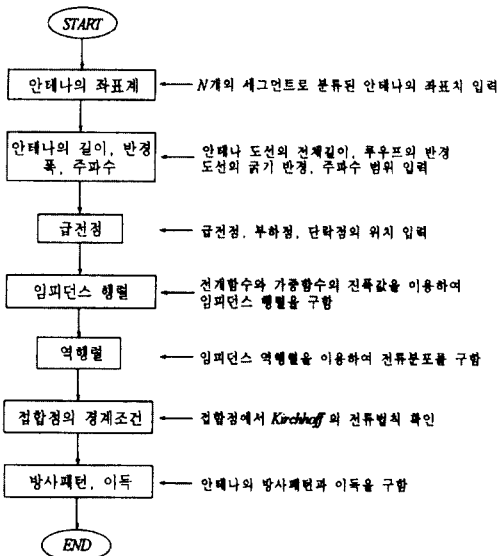 START
안테나의 좌표계
N개의 세그먼트로 분류된 안테나의 좌표치 입력
안테나의 길이, 반경
폭, 주파수
안테나 도선의 전체길이, 루우프의 반경
도선의 굵기 반경, 주파수 범위 입력
급전점
급전점, 부하점, 단락점의 위치 입력
임피던스 행렬
전개함수와 가중함수의 진폭값을 이용하여
임피던스 행렬을 구함
역행렬
임피던스 역행렬을 이용하여 전류분포를 구함
접합점의 경계조건
접합점에서 Kirchhoff 의 전류법칙 확인
방사패턴, 이득
안테나의 방사패턴과 이득을 구함
END